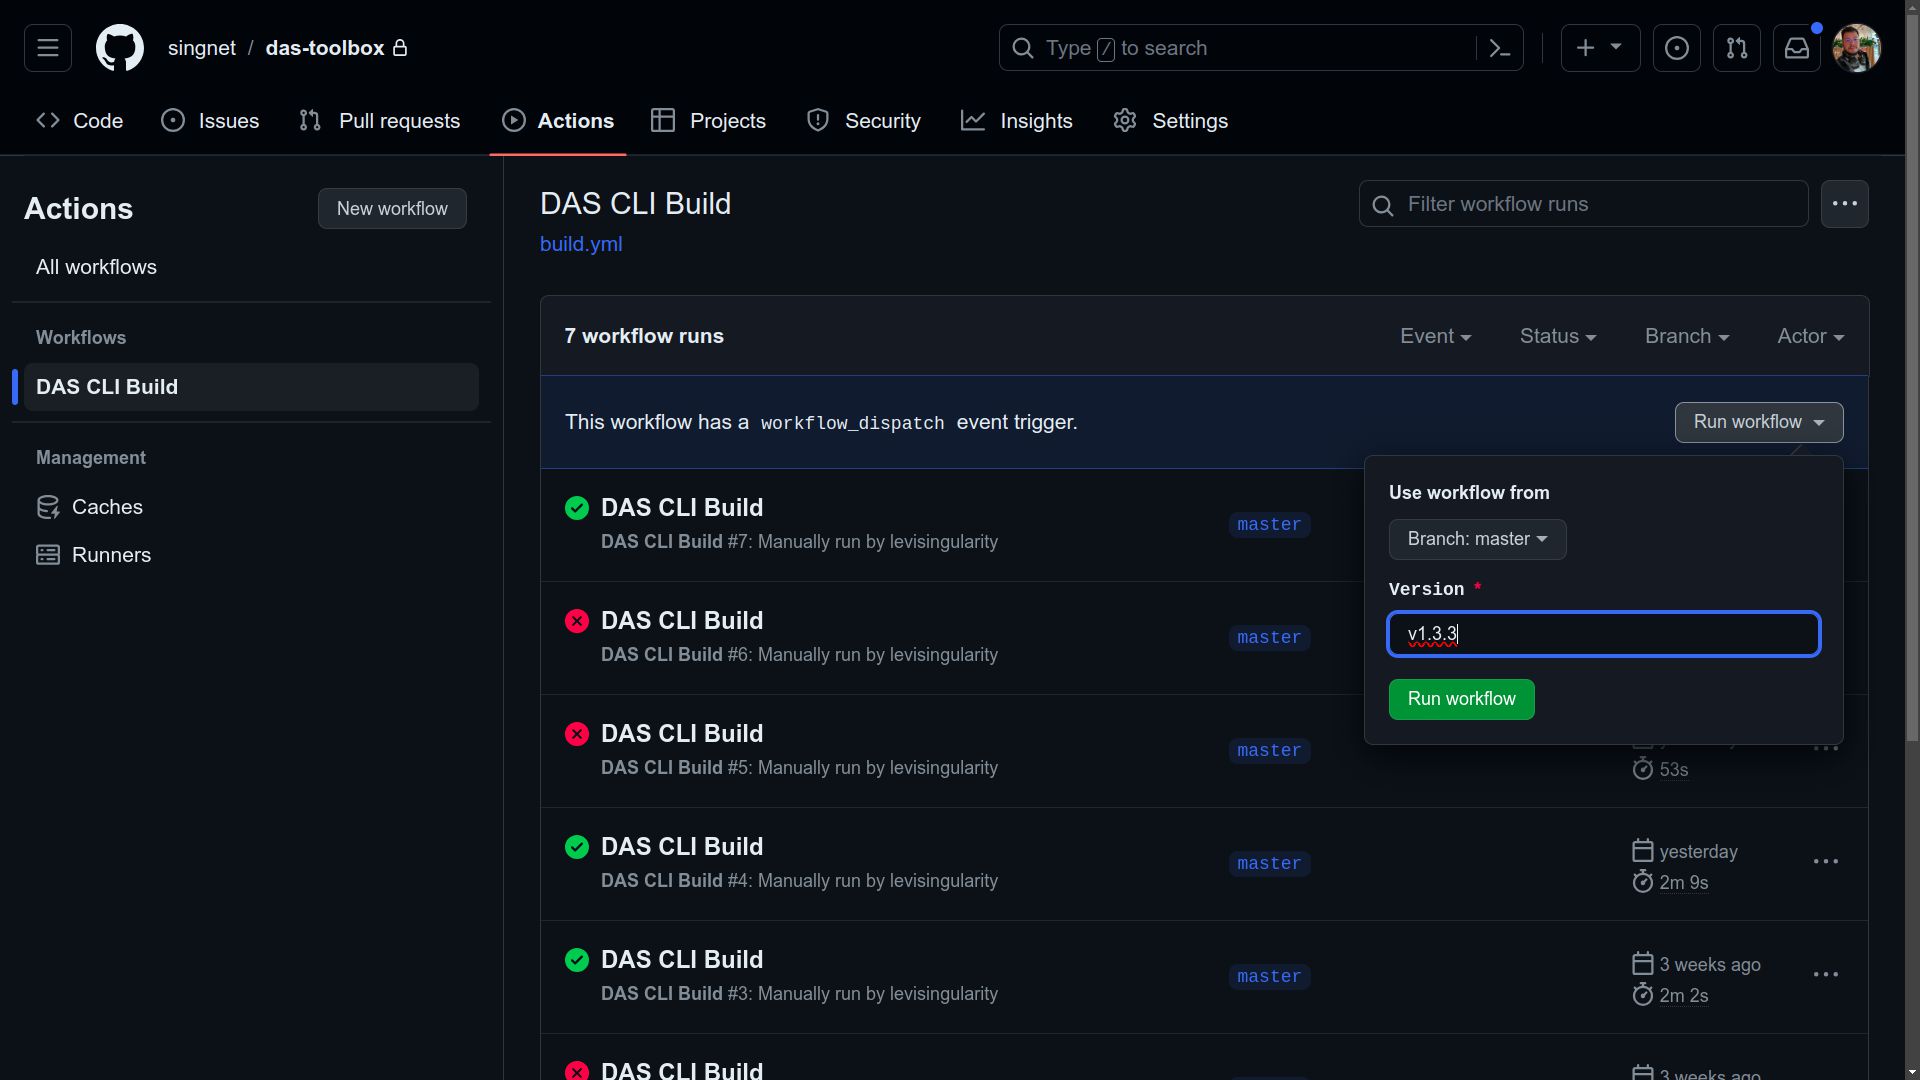 singnet / das-toolbox
Type / to search
Code
Issues
Pull requests
Actions
Projects
Security
Insights
Settings
Actions
New workflow
All workflows
Workflows
DAS CLI Build
Management
Caches
Runners
DAS CLI Build
build.yml
Filter workflow runs
7 workflow runs
Event
Status
Branch
Actor
This workflow has a workflow_dispatch event trigger.
Run workflow
Use workflow from
Branch: master
Version *
v1.3.3
Run workflow
DAS CLI Build
DAS CLI Build #7: Manually run by levisingularity
master
DAS CLI Build
DAS CLI Build #6: Manually run by levisingularity
master
DAS CLI Build
DAS CLI Build #5: Manually run by levisingularity
master
53s
DAS CLI Build
DAS CLI Build #4: Manually run by levisingularity
master
yesterday
2m 9s
DAS CLI Build
DAS CLI Build #3: Manually run by levisingularity
master
3 weeks ago
2m 2s
DAS CLI Build
3 weeks ago